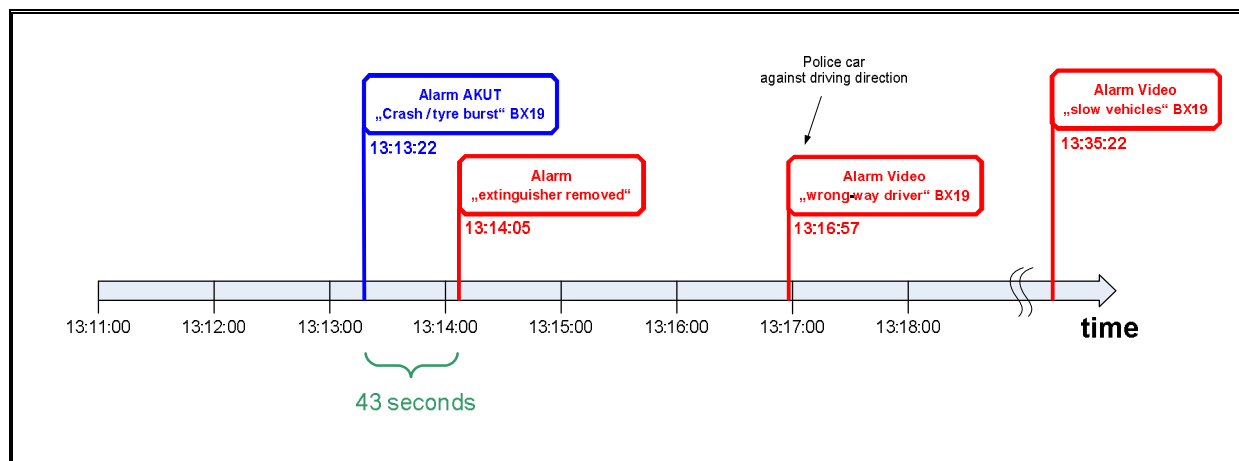 Police car
against driving direction
Alarm AKUT
„Crash / tyre burst“ BX19
13:13:22
Alarm
„extinguisher removed“
13:14:05
Alarm Video
„wrong-way driver“ BX19
13:16:57
Alarm Video
„slow vehicles“ BX19
13:35:22
13:11:00
13:12:00
13:13:00
13:14:00
13:15:00
13:16:00
13:17:00
13:18:00
time
43 seconds